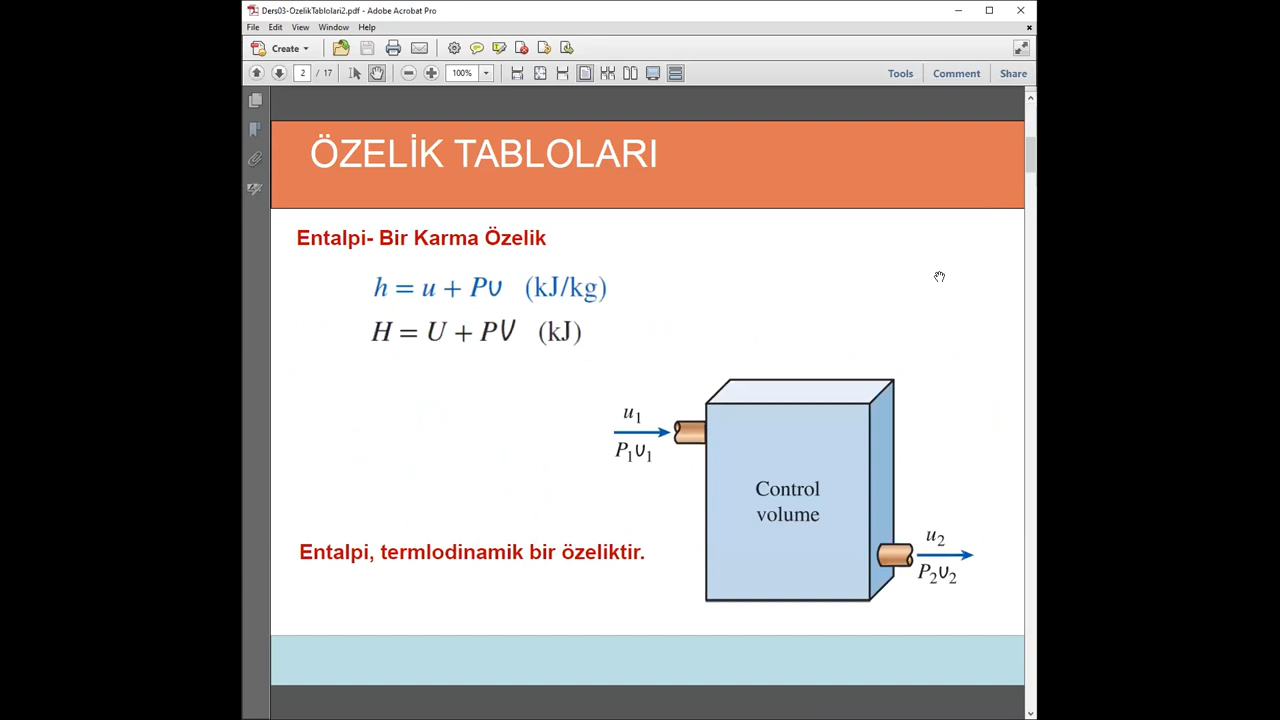 Ders03-OzelikTablolari2.pdf - Adobe Acrobat Pro
File Edit View Window Help
Create
2 / 17 100% Tools Comment Share
ÖZELİK TABLOLARI
Entalpi- Bir Karma Özelik
h = u + Pυ (kJ/kg)
H = U + PV (kJ)
u₁
P₁υ₁
Control
volume
u₂
P₂υ₂
Entalpi, termlodinamik bir özeliktir.